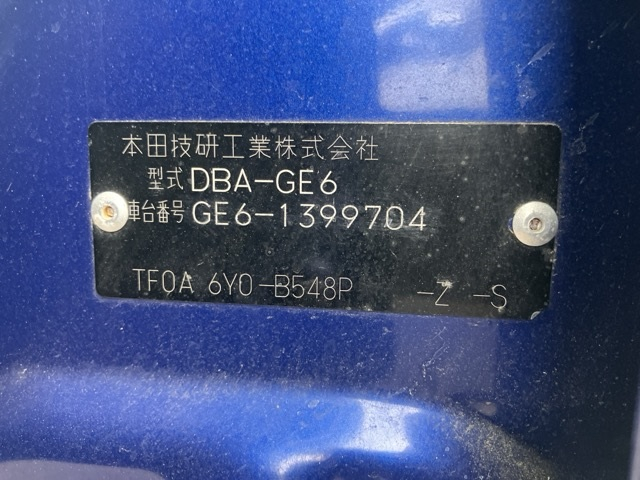 本田技研工業株式会社
型式 DBA-GE6
車台番号 GE6-1399704
TF0A 6Y0-B548P -Z -S